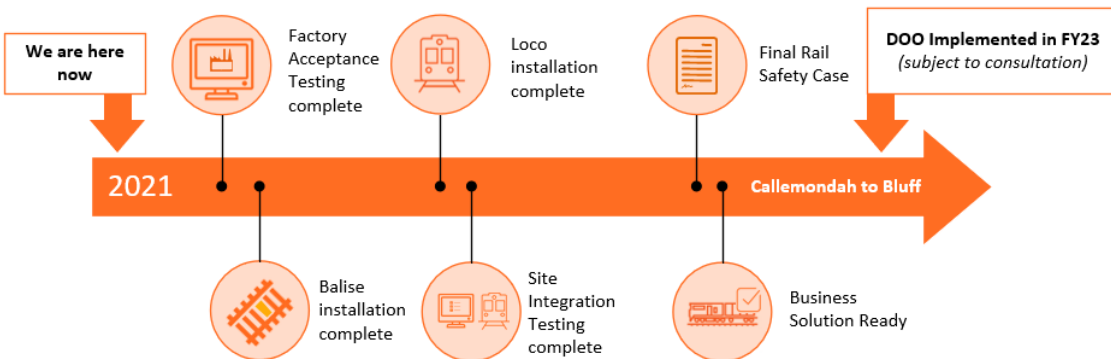 We are here
now
Factory
Acceptance
Testing
complete
Loco
installation
complete
Final Rail
Safety Case
DOO Implemented in FY23
(subject to consultation)
2021
Callemondah to Bluff
Balise
installation
complete
Site
Integration
Testing
complete
Business
Solution Ready